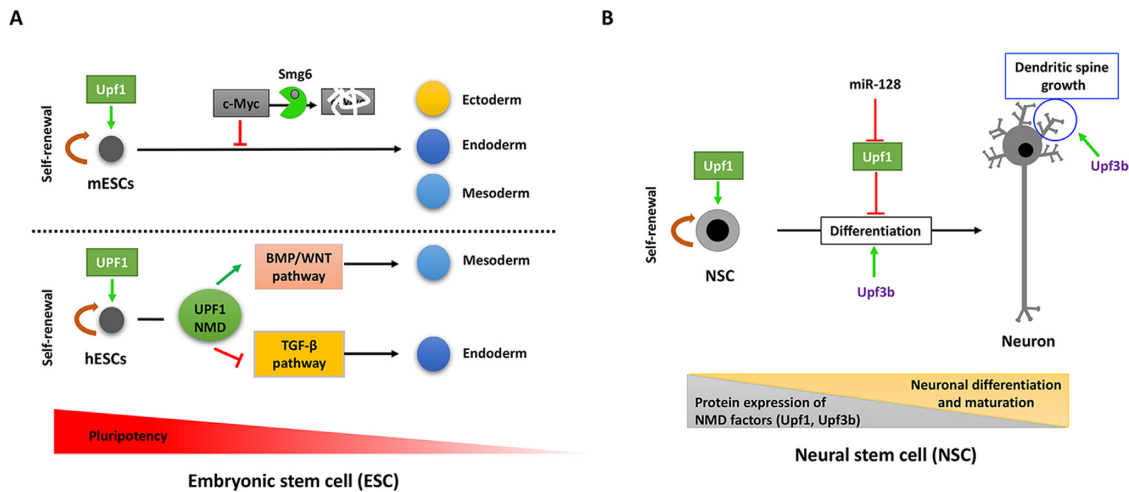 A
Self-renewal
Upf1
mESCs
Smg6
c-Myc
Ectoderm
Endoderm
Mesoderm
Self-renewal
UPF1
hESCs
UPF1
NMD
BMP/WNT
pathway
TGF-β
pathway
Mesoderm
Endoderm
Pluripotency
Embryonic stem cell (ESC)
B
Self-renewal
Upf1
NSC
miR-128
Upf1
Differentiation
Upf3b
Dendritic spine
growth
Upf3b
Neuron
Protein expression of
NMD factors (Upf1, Upf3b)
Neuronal differentiation
and maturation
Neural stem cell (NSC)